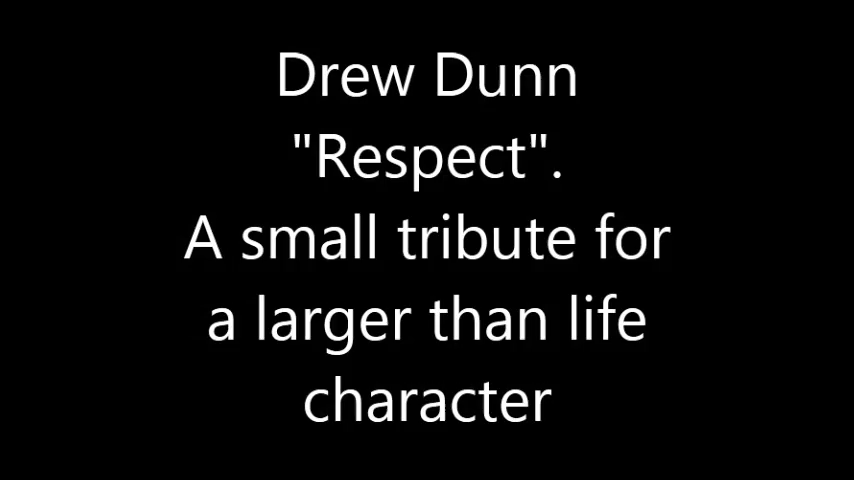 Drew Dunn
"Respect".
A small tribute for
a larger than life
character